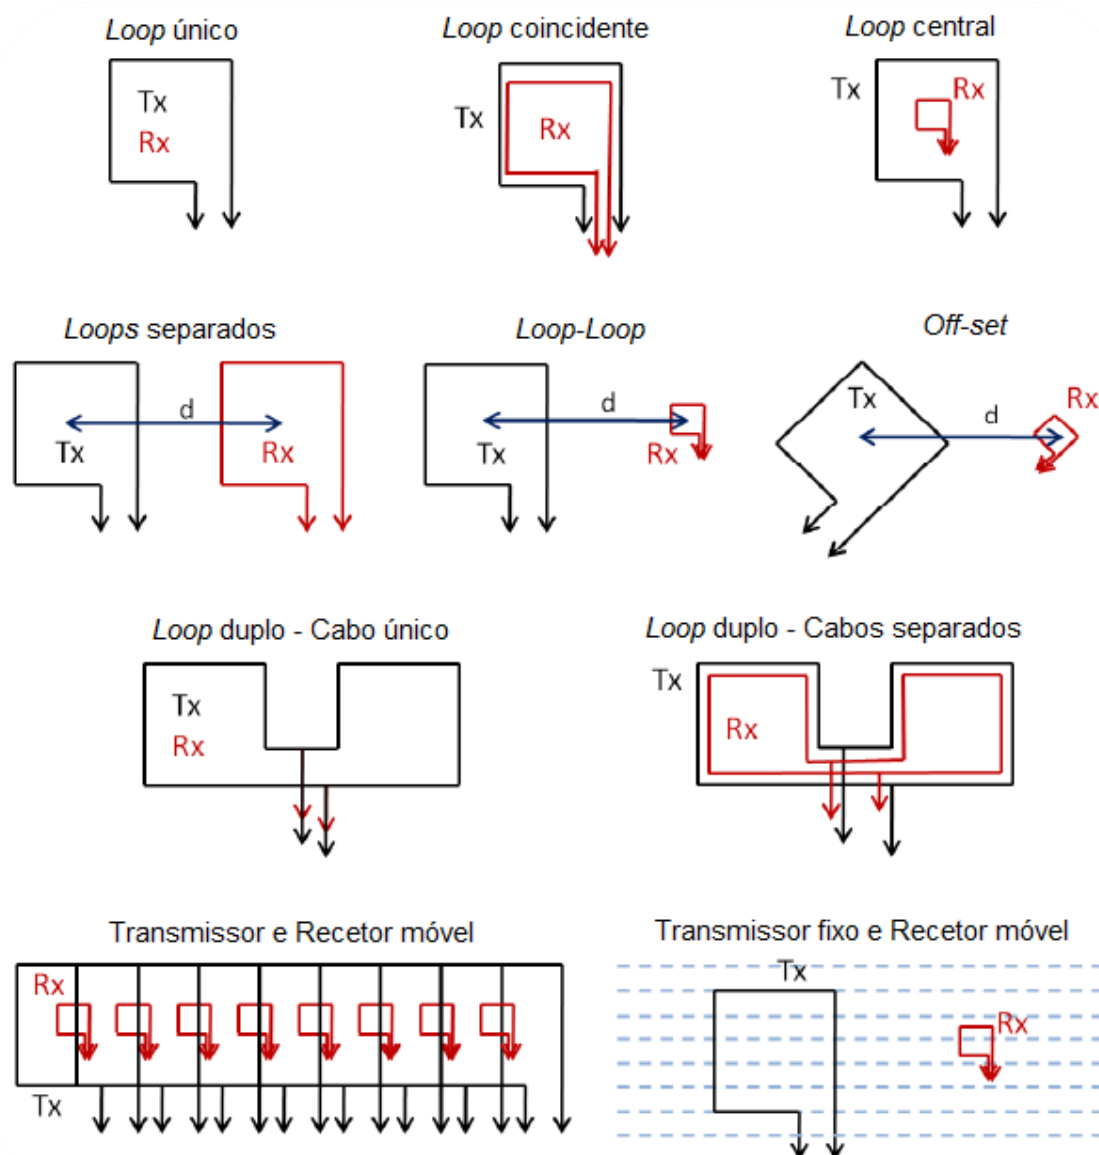 Loop único
Loop coincidente
Loop central
Tx
Rx
Tx
Rx
Tx
Rx
Loops separados
Loop-Loop
Off-set
d
Tx
Rx
d
Tx
Rx
Tx
d
Rx
Loop duplo - Cabo único
Loop duplo - Cabos separados
Tx
Rx
Tx
Rx
Transmissor e Recetor móvel
Transmissor fixo e Recetor móvel
Rx
Tx
Tx
Rx